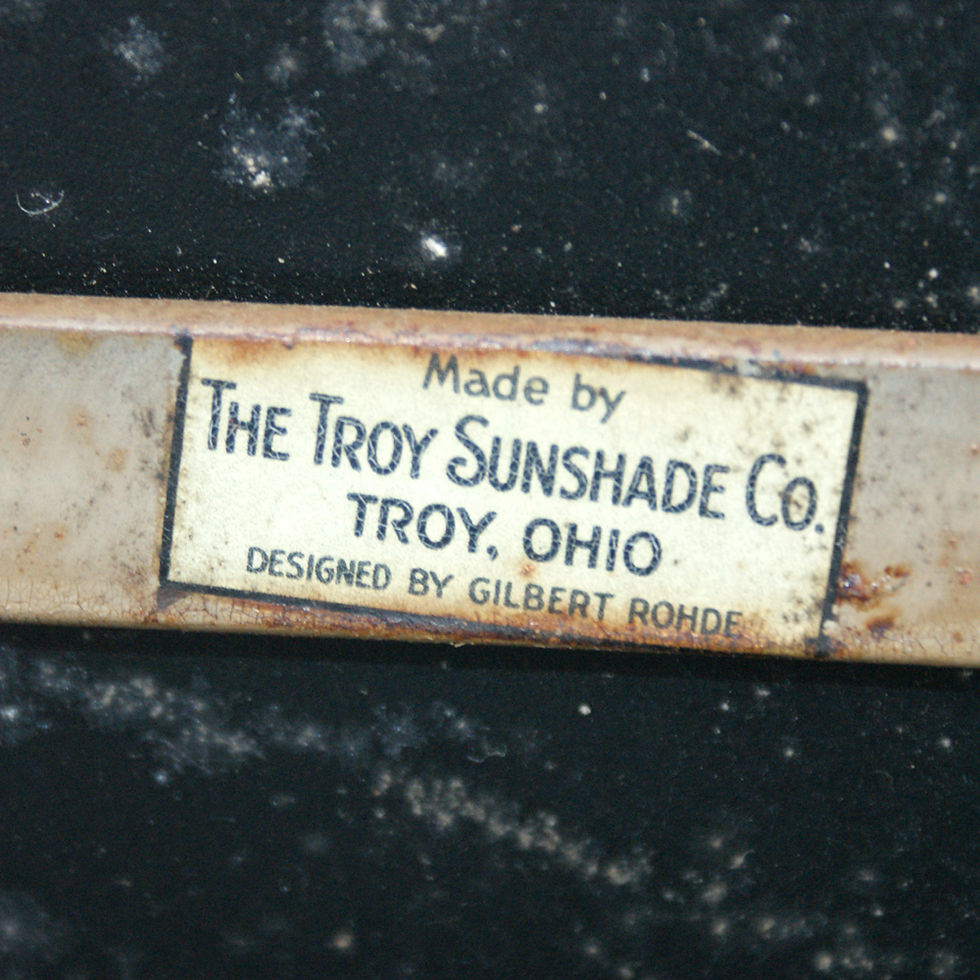 Made by
THE TROY SUNSHADE CO.
TROY, OHIO
DESIGNED BY GILBERT ROHDE